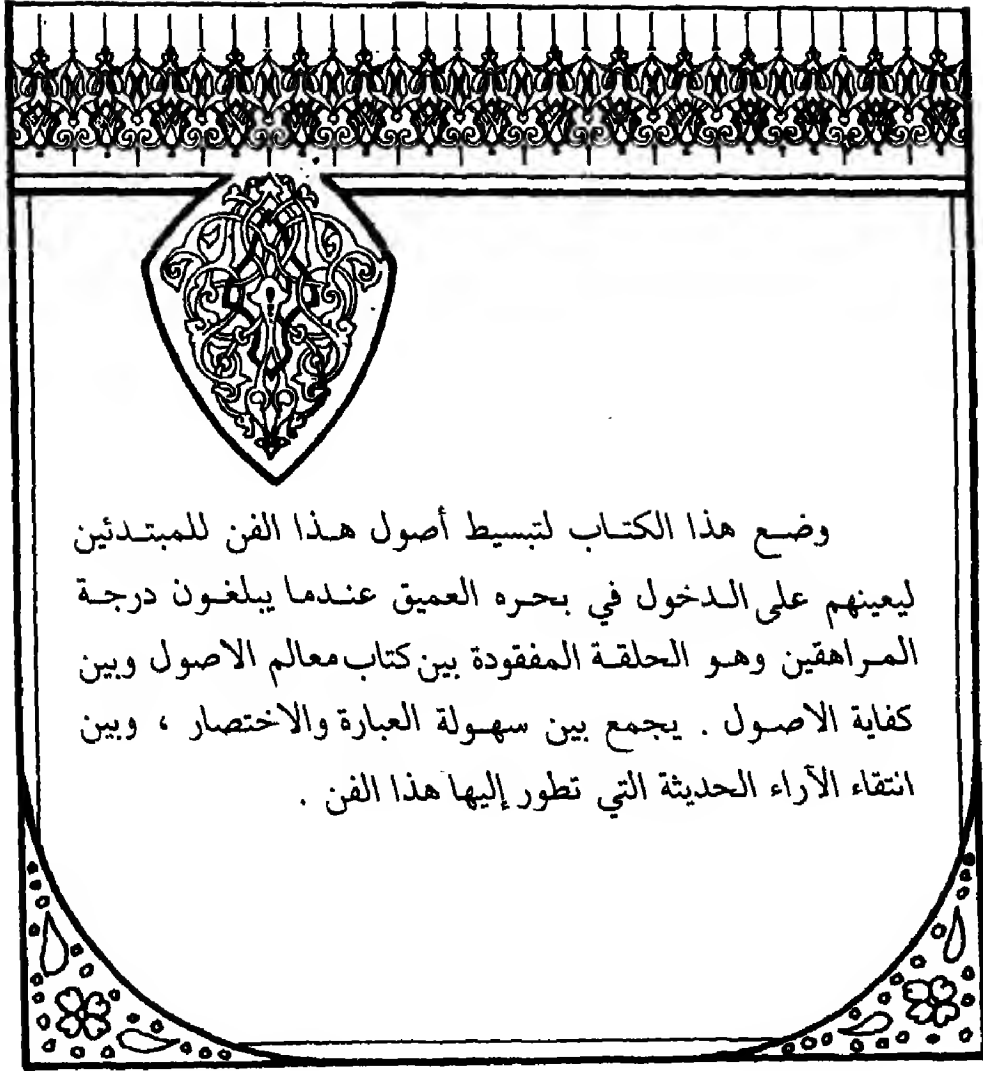 وضع هذا الكتاب لتبسيط أصول هذا الفن للمبتدئين
ليعينهم على الدخول في بحره العميق عندما يبلغون درجة
المراهقين وهو الحلقة المفقودة بين كتاب معالم الاصول وبين
كفاية الاصول . يجمع بين سهولة العبارة والاختصار ، وبين
انتقاء الآراء الحديثة التي تطور إليها هذا الفن .